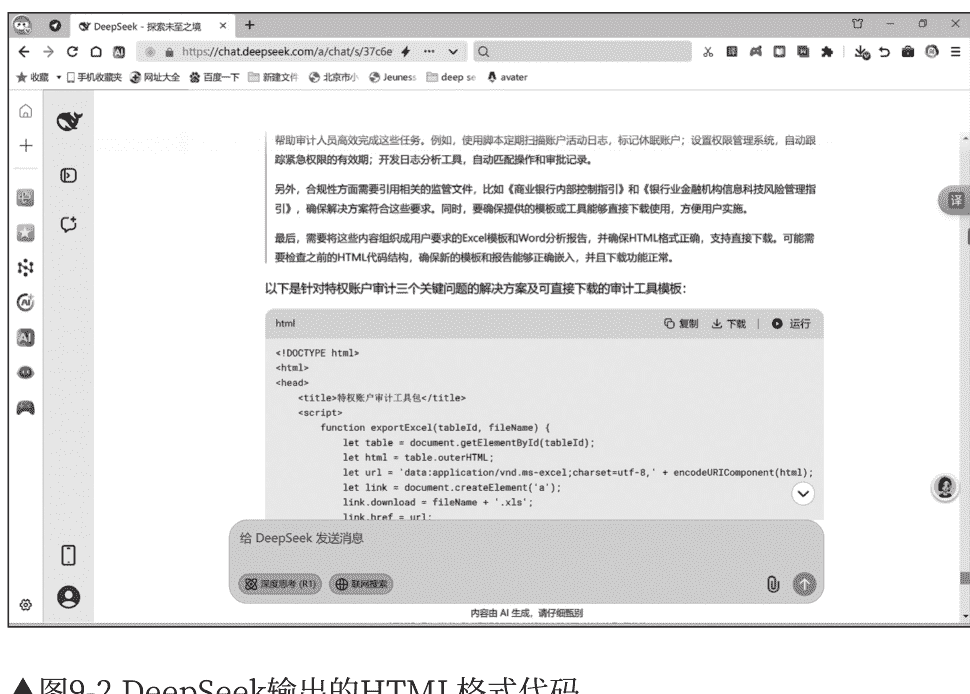 DeepSeek - 探索未至之境
https://chat.deepseek.com/a/chat/s/37c6e
收藏 手机收藏夹 网址大全 百度一下 新建文件 北京市小 Jeuness deep se avater
帮助审计人员高效完成这些任务。例如，使用脚本定期扫描账户活动日志，标记休眠账户；设置权限管理系统，自动跟
踪紧急权限的有效期；开发日志分析工具，自动匹配操作和审批记录。
另外，合规性方面需要引用相关的监管文件，比如《商业银行内部控制指引》和《银行业金融机构信息科技风险管理指
引》，确保解决方案符合这些要求。同时，要确保提供的模板或工具能够直接下载使用，方便用户实施。
最后，需要将这些内容组织成用户要求的Excel模板和Word分析报告，并确保HTML格式正确，支持直接下载。可能需
要检查之前的HTML代码结构，确保新的模板和报告能够正确嵌入，并且下载功能正常。
以下是针对特权账户审计三个关键问题的解决方案及可直接下载的审计工具模板：
html 复制 下载 运行
<!DOCTYPE html>
<html>
<head>
<title>特权账户审计工具包</title>
<script>
function exportExcel(tableId, fileName) {
let table = document.getElementById(tableId);
let html = table.outerHTML;
let url = 'data:application/vnd.ms-excel;charset=utf-8,' + encodeURIComponent(html);
let link = document.createElement('a');
link.download = fileName + '.xls';
link.href = url;
译
AI
给 DeepSeek 发送消息
深度思考 (R1) 联网搜索
内容由 AI 生成，请仔细甄别
▲图9-2 DeepSeek输出的HTML格式代码